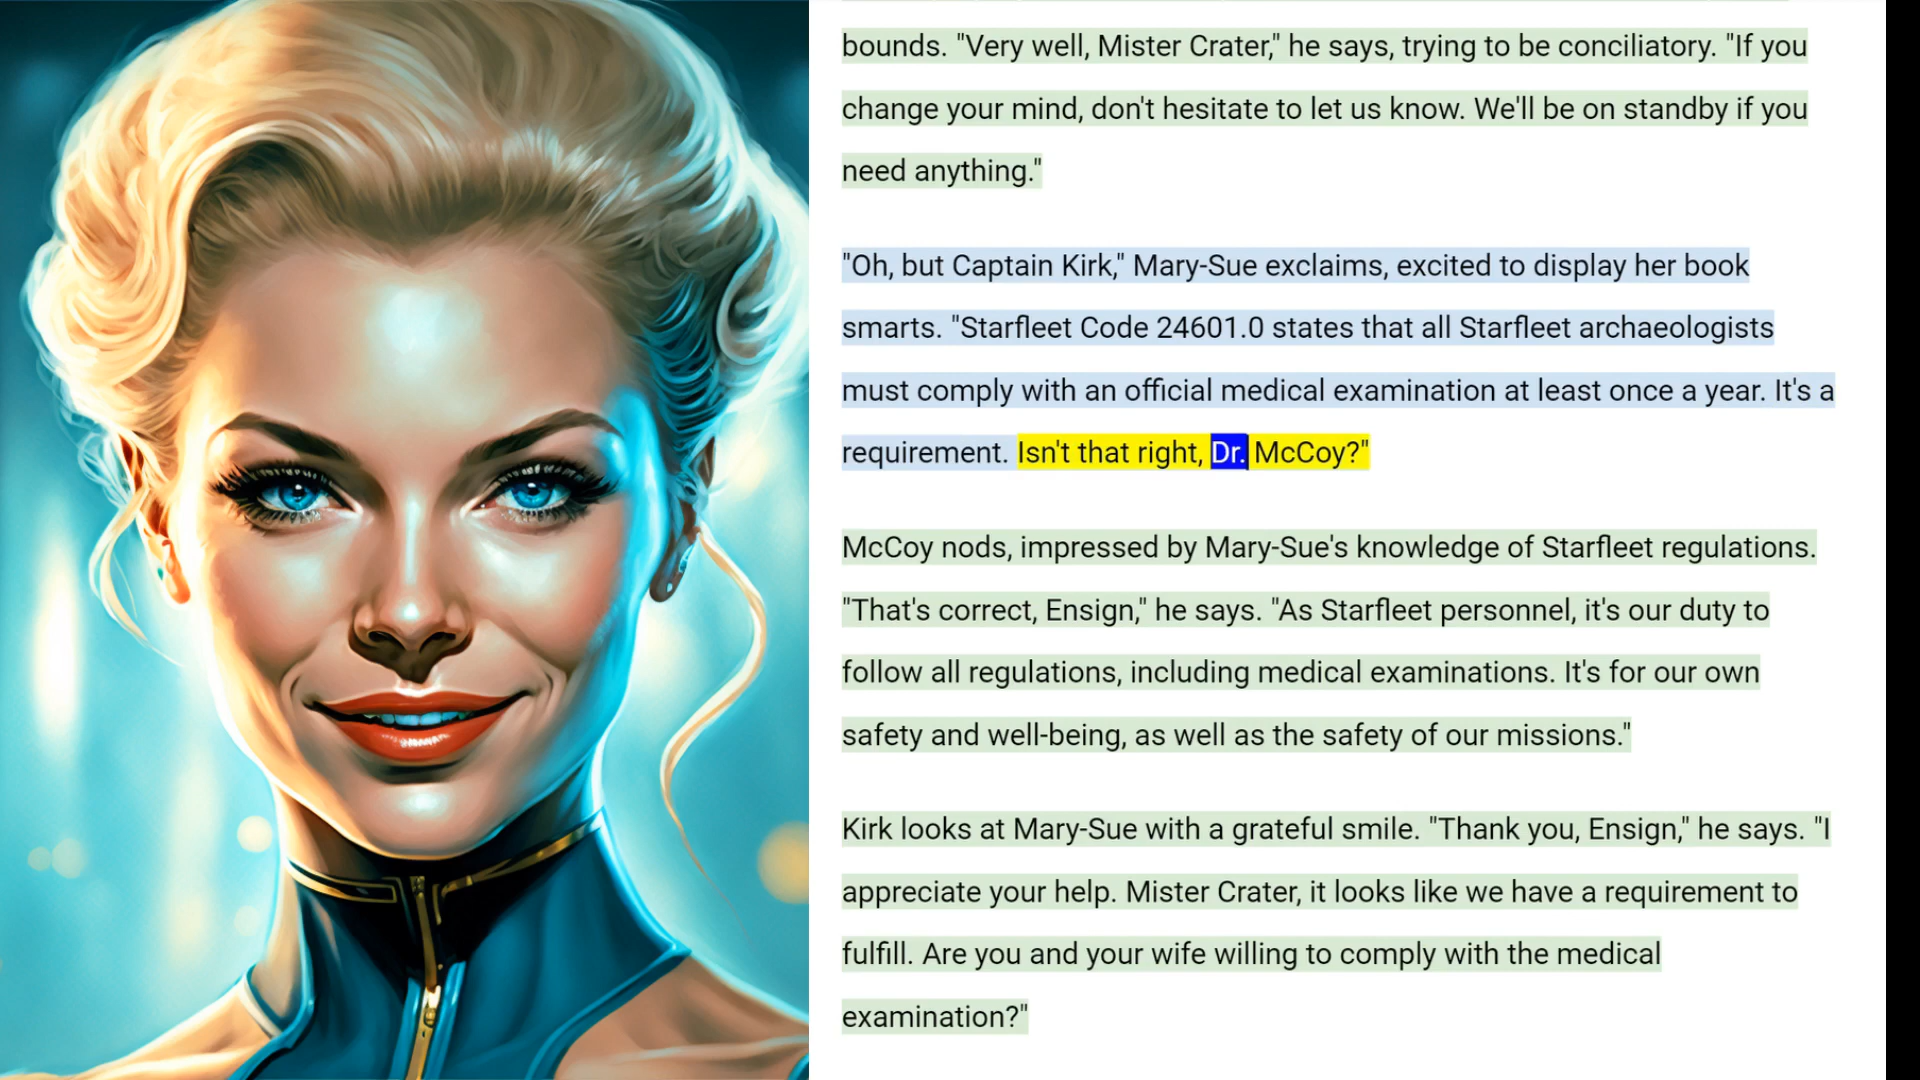 bounds. "Very well, Mister Crater," he says, trying to be conciliatory. "If you
change your mind, don't hesitate to let us know. We'll be on standby if you
need anything."
"Oh, but Captain Kirk," Mary-Sue exclaims, excited to display her book
smarts. "Starfleet Code 24601.0 states that all Starfleet archaeologists
must comply with an official medical examination at least once a year. It's a
requirement. Isn't that right, Dr. McCoy?"
McCoy nods, impressed by Mary-Sue's knowledge of Starfleet regulations.
"That's correct, Ensign," he says. "As Starfleet personnel, it's our duty to
follow all regulations, including medical examinations. It's for our own
safety and well-being, as well as the safety of our missions."
Kirk looks at Mary-Sue with a grateful smile. "Thank you, Ensign," he says. "I
appreciate your help. Mister Crater, it looks like we have a requirement to
fulfill. Are you and your wife willing to comply with the medical
examination?"